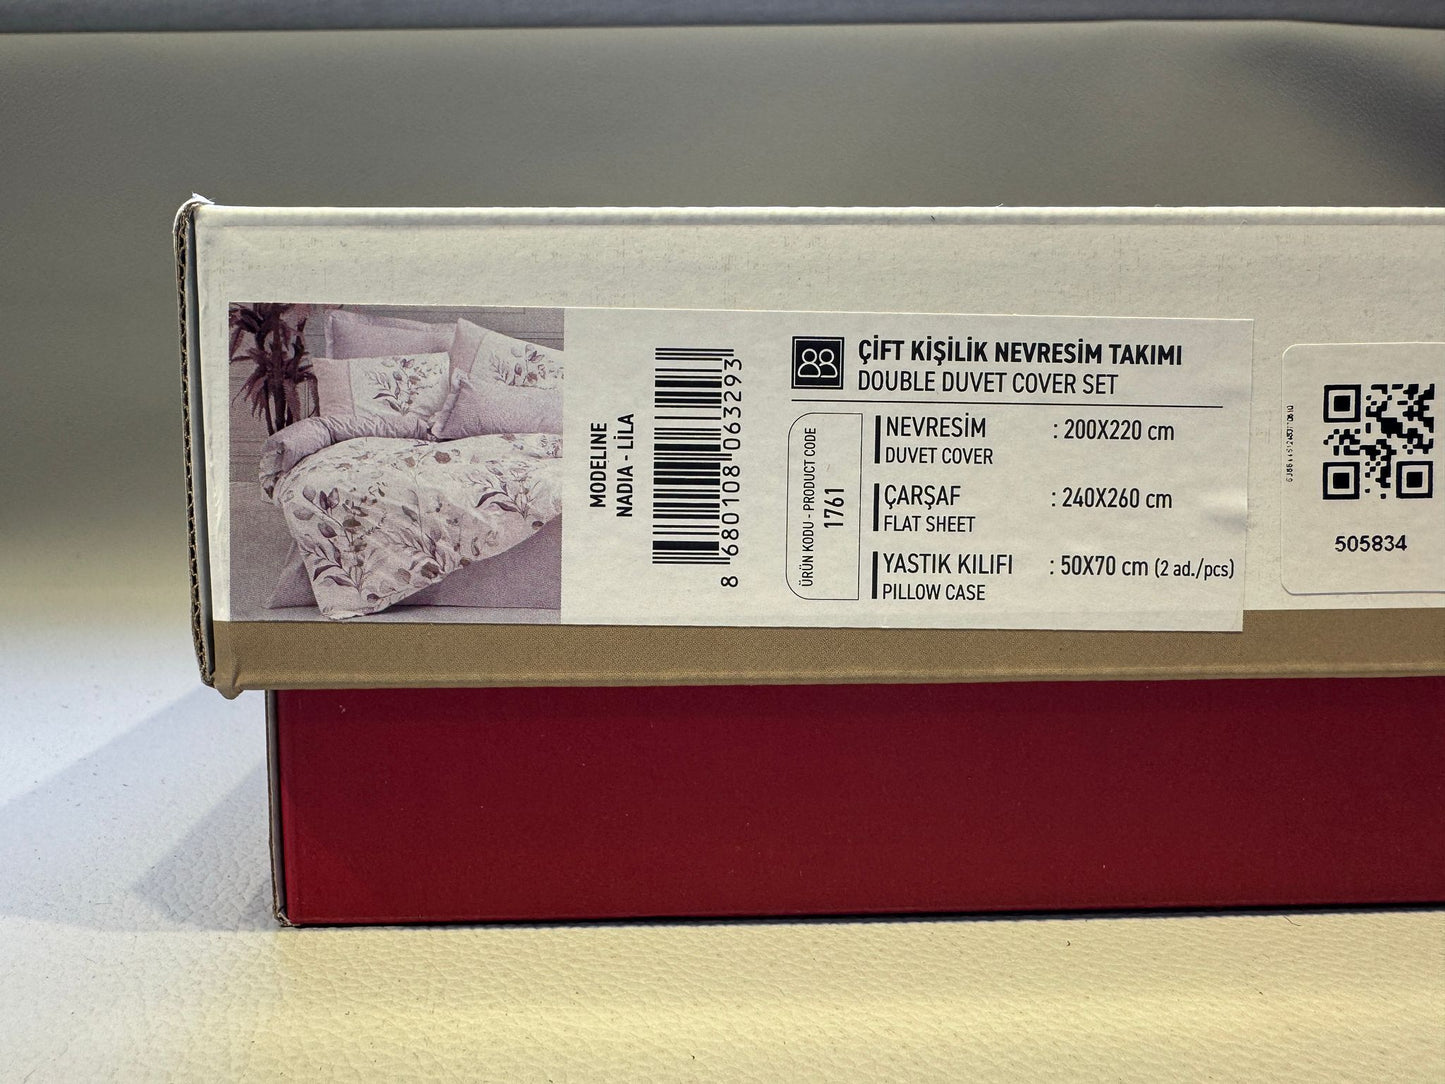 MODELINE
NADIA - LİLA
8 680108 063293
ÜRÜN KODU - PRODUCT CODE
1761
ÇİFT KİŞİLİK NEVRESİM TAKIMI
DOUBLE DUVET COVER SET
NEVRESİM : 200X220 cm
DUVET COVER
ÇARŞAF : 240X260 cm
FLAT SHEET
YASTIK KILIFI : 50X70 cm (2 ad./pcs)
PILLOW CASE
505834